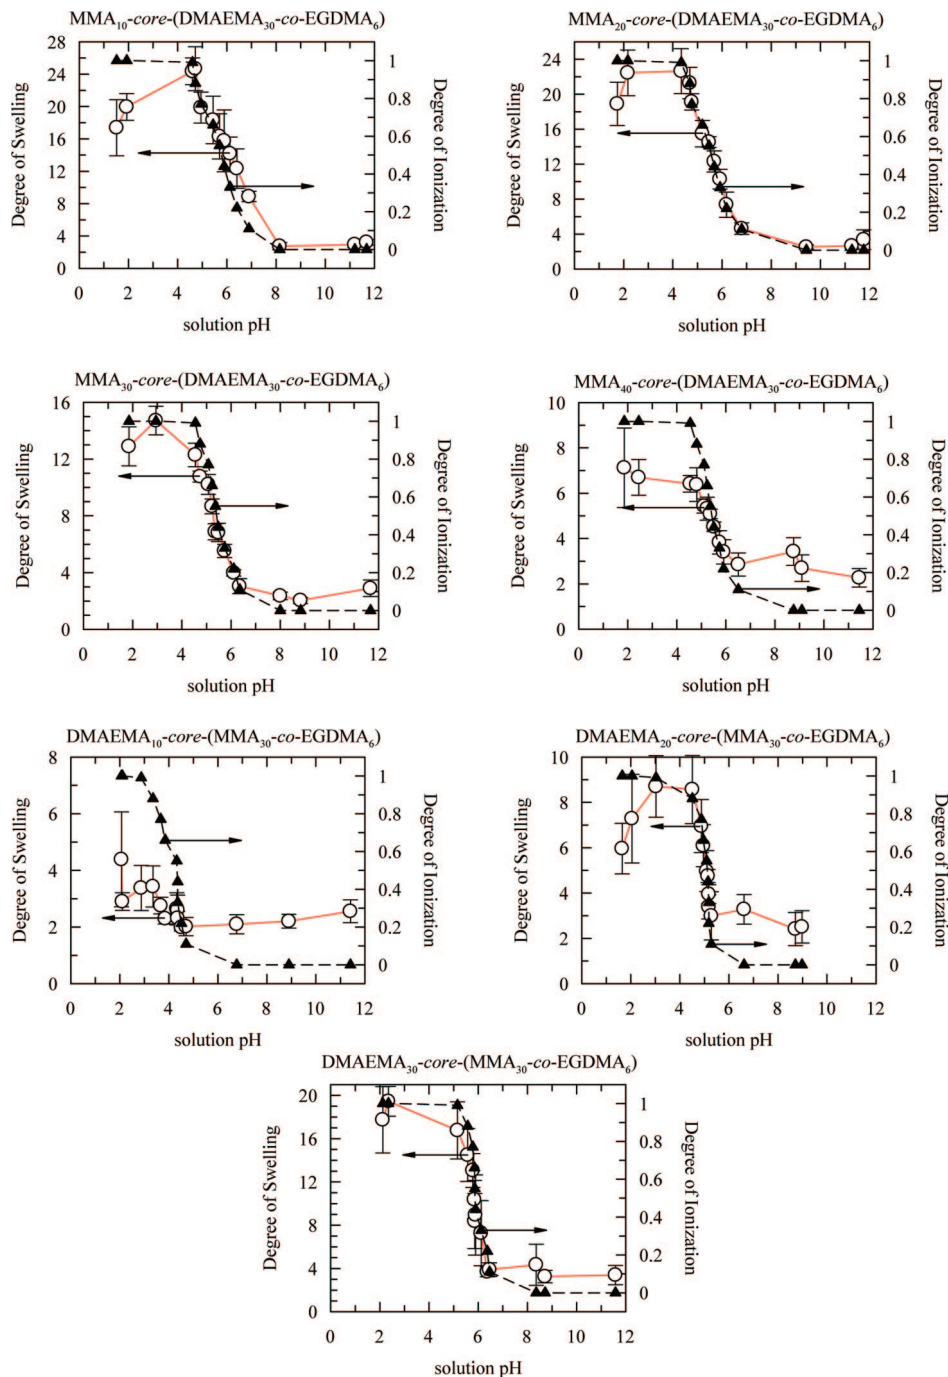 MMA₁₀-core-(DMAEMA₃₀-co-EGDMA₆)
28
24
20
16
12
8
4
0
Degree of Swelling
1
0.8
0.6
0.4
0.2
0
Degree of Ionization
0 2 4 6 8 10 12
solution pH
MMA₂₀-core-(DMAEMA₃₀-co-EGDMA₆)
26
24
20
16
12
8
4
0
Degree of Swelling
1
0.8
0.6
0.4
0.2
0
Degree of Ionization
0 2 4 6 8 10 12
solution pH
MMA₃₀-core-(DMAEMA₃₀-co-EGDMA₆)
16
12
8
4
0
Degree of Swelling
1
0.8
0.6
0.4
0.2
0
Degree of Ionization
0 2 4 6 8 10 12
solution pH
MMA₄₀-core-(DMAEMA₃₀-co-EGDMA₆)
10
8
6
4
2
0
Degree of Swelling
1
0.8
0.6
0.4
0.2
0
Degree of Ionization
0 2 4 6 8 10 12
solution pH
DMAEMA₁₀-core-(MMA₃₀-co-EGDMA₆)
8
6
4
2
0
Degree of Swelling
1
0.8
0.6
0.4
0.2
0
Degree of Ionization
0 2 4 6 8 10 12
solution pH
DMAEMA₂₀-core-(MMA₃₀-co-EGDMA₆)
10
8
6
4
2
0
Degree of Swelling
1
0.8
0.6
0.4
0.2
0
Degree of Ionization
0 2 4 6 8 10 12
solution pH
DMAEMA₃₀-core-(MMA₃₀-co-EGDMA₆)
20
16
12
8
4
0
Degree of Swelling
1
0.8
0.6
0.4
0.2
0
Degree of Ionization
0 2 4 6 8 10 12
solution pH